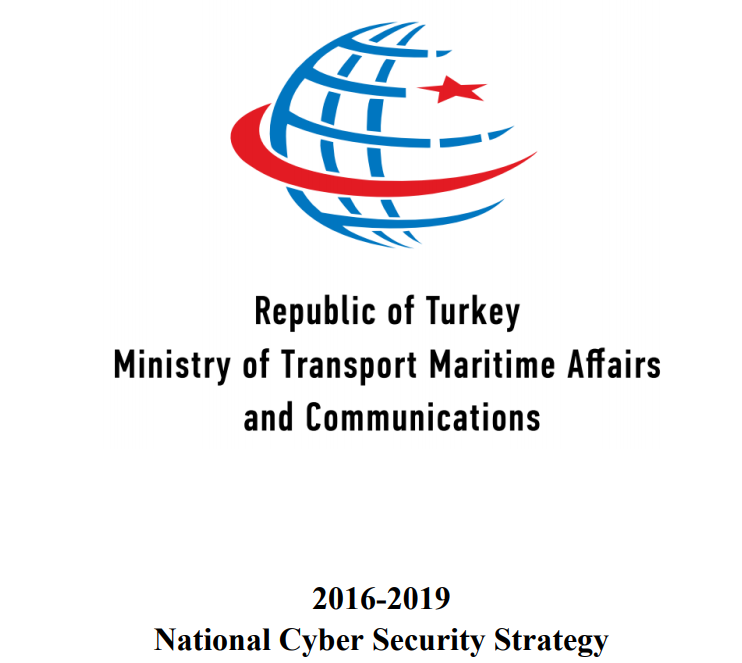 Republic of Turkey
Ministry of Transport Maritime Affairs
and Communications
2016-2019
National Cyber Security Strategy